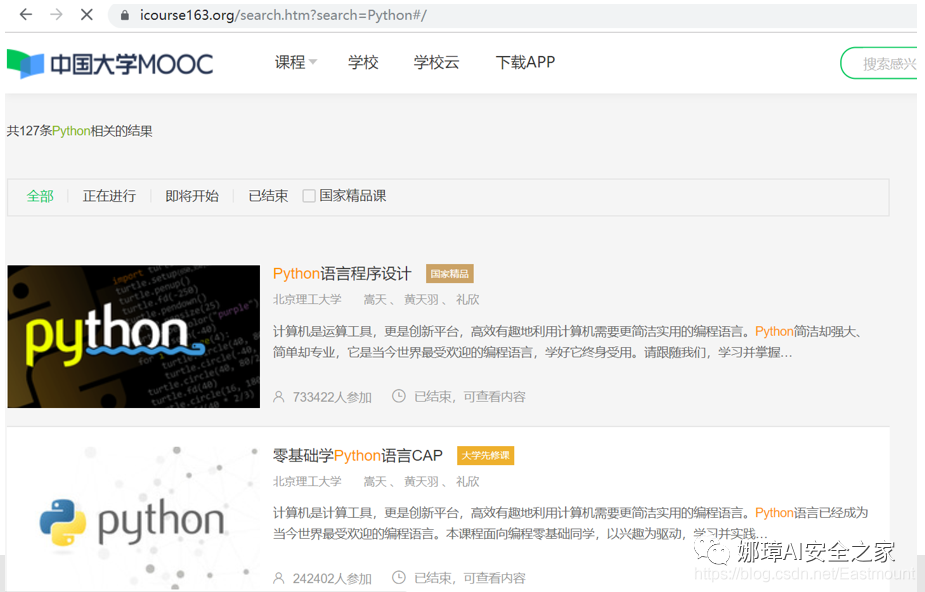 icourse163.org/search.htm?search=Python#/
中国大学MOOC
课程
学校
学校云
下载APP
搜索感兴
共127条Python相关的结果
全部
正在进行
即将开始
已结束
国家精品课
python
Python语言程序设计 国家精品
北京理工大学 嵩天、黄天羽、礼欣
计算机是运算工具，更是创新平台，高效有趣地利用计算机需要更简洁实用的编程语言。Python简洁却强大、
简单却专业，它是当今世界最受欢迎的编程语言，学好它终身受用。请跟随我们，学习并掌握...
733422人参加 已结束，可查看内容
python
零基础学Python语言CAP 大学先修课
北京理工大学 嵩天、黄天羽、礼欣
计算机是计算工具，更是创新平台，高效有趣地利用计算机需要更简洁实用的编程语言。Python语言已经成为
当今世界最受欢迎的编程语言。本课程面向编程零基础同学，以兴趣为驱动，学习并实践...
242402人参加 已结束，可查看内容
娜璋AI安全之家
https://blog.csdn.net/Eastmount